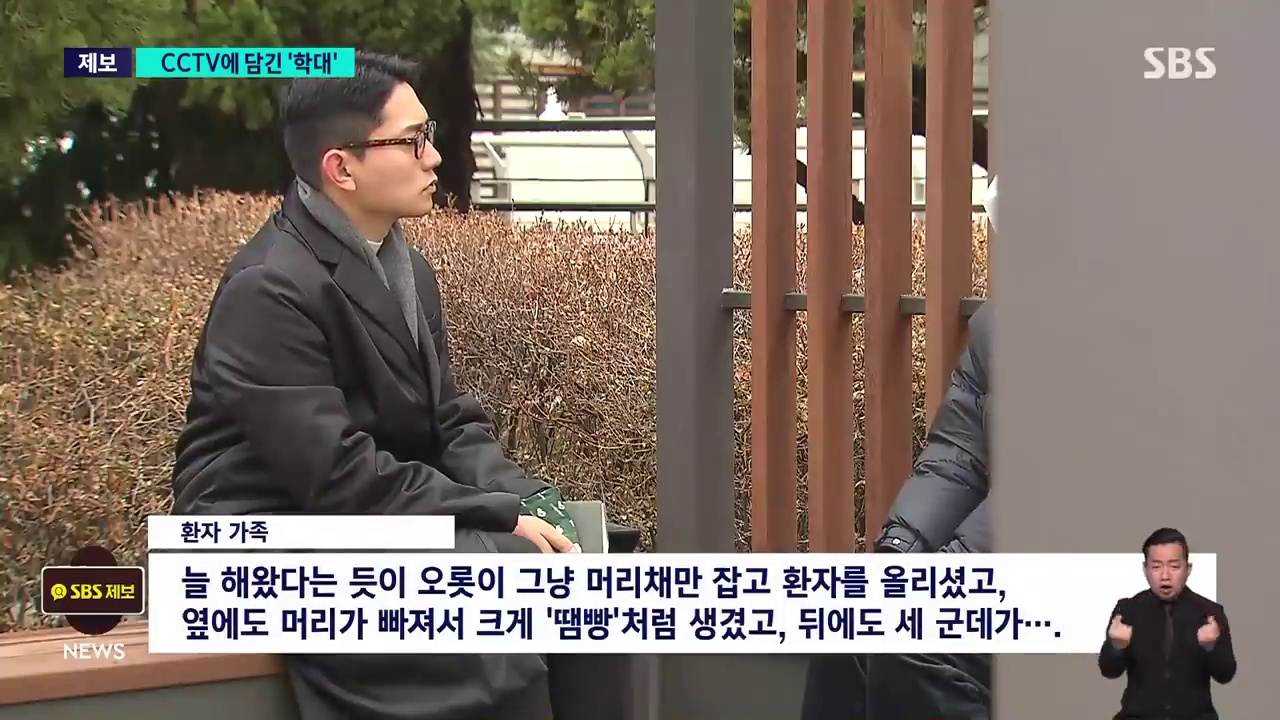 제보 CCTV에 담긴 '학대'
SBS
환자 가족
늘 해왔다는 듯이 오롯이 그냥 머리채만 잡고 환자를 올리셨고,
옆에도 머리가 빠져서 크게 '땜빵'처럼 생겼고, 뒤에도 세 군데가….
SBS 제보
NEWS